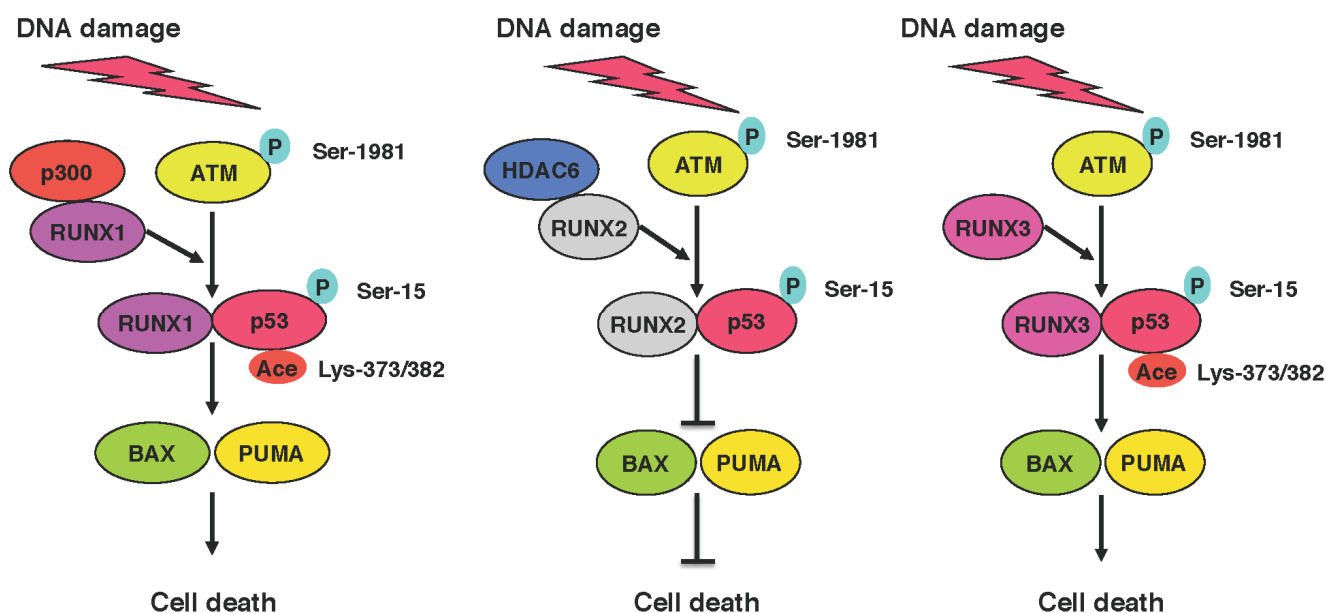 DNA damage
P
Ser-1981
p300
ATM
RUNX1
P
Ser-15
RUNX1
p53
Ace
Lys-373/382
BAX
PUMA
Cell death
DNA damage
P
Ser-1981
HDAC6
ATM
RUNX2
P
Ser-15
RUNX2
p53
BAX
PUMA
Cell death
DNA damage
P
Ser-1981
ATM
RUNX3
P
Ser-15
RUNX3
p53
Ace
Lys-373/382
BAX
PUMA
Cell death